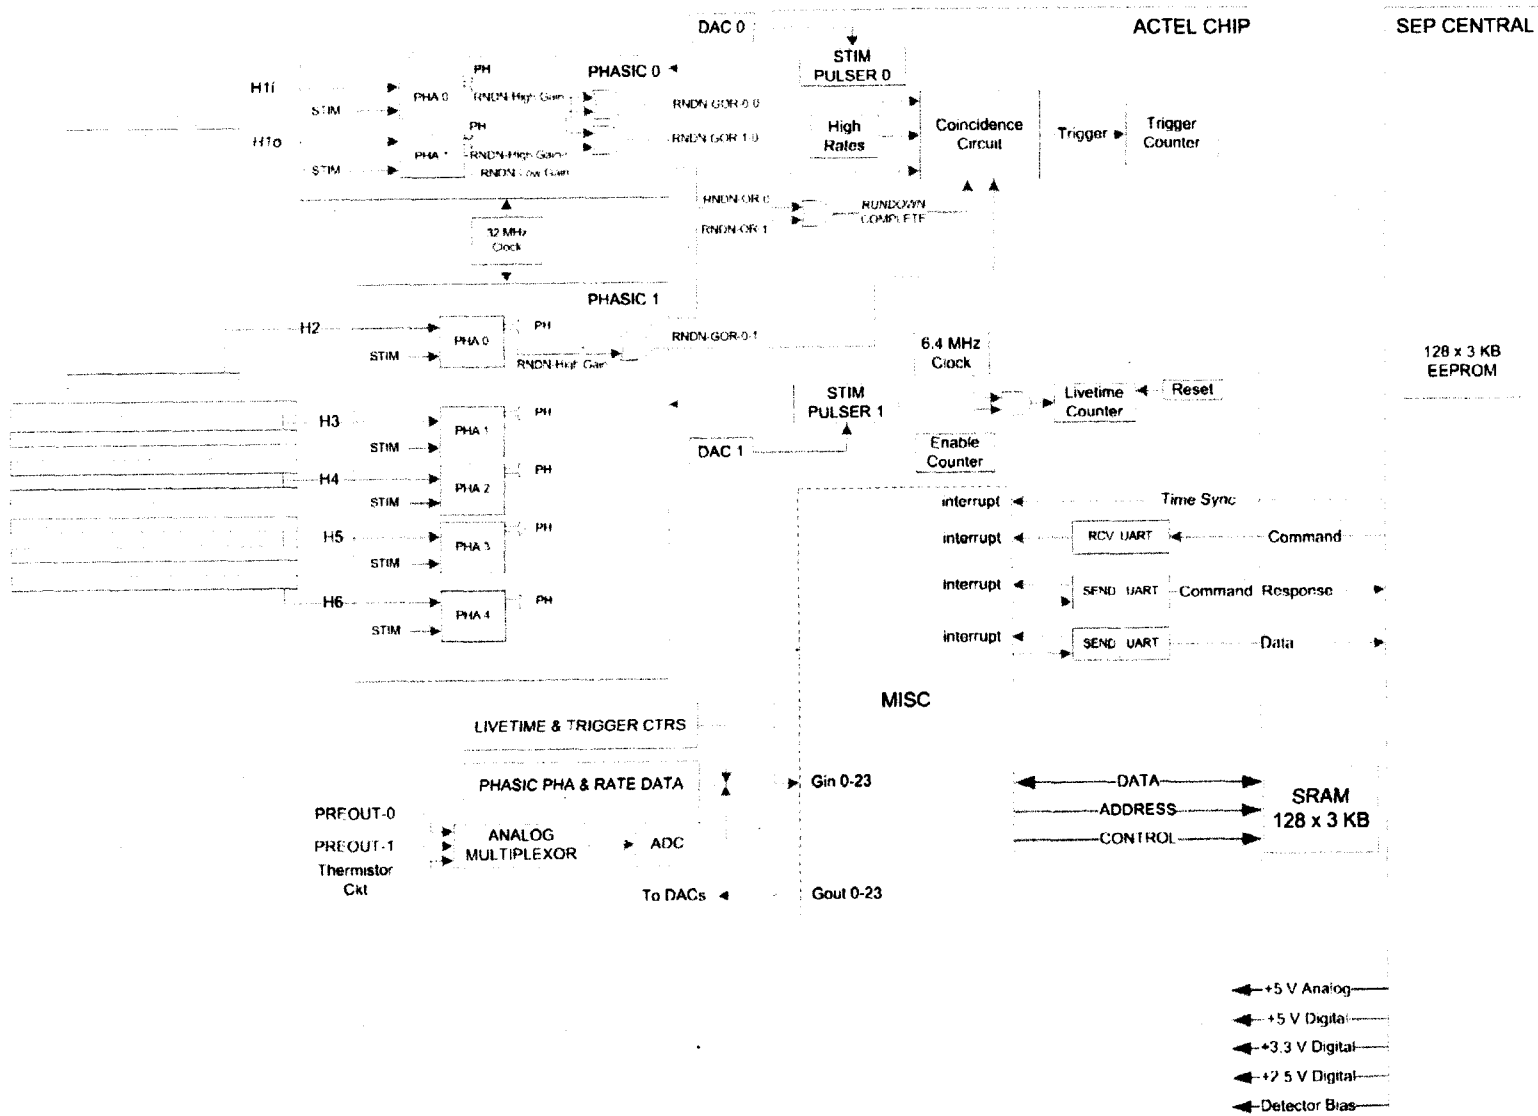 DAC 0
ACTEL CHIP
SEP CENTRAL
STIM
PULSER 0
PH
PHASIC 0
H1i
PHA 0
RNDN-High Gain
RNDN-GOR-0-0
STIM
High
Rates
Coincidence
Circuit
Trigger
Trigger
Counter
PH
RNDN-GOR-1-0
H1o
PHA 1
RNDN-High Gain
STIM
RNDN-Low Gain
RNDN-OR-0
RUNDOWN
COMPLETE
RNDN-OR-1
32 MHz
Clock
PHASIC 1
H2
PH
PHA 0
RNDN-GOR-0-1
STIM
RNDN-High Gain
6.4 MHz
Clock
128 x 3 KB
EEPROM
STIM
PULSER 1
Livetime
Counter
Reset
H3
PH
PHA 1
STIM
DAC 1
Enable
Counter
H4
PH
PHA 2
STIM
interrupt
Time Sync
H5
PH
PHA 3
STIM
interrupt
RCV UART
Command
interrupt
SEND UART
Command Response
H6
PH
PHA 4
STIM
interrupt
SEND UART
Data
MISC
LIVETIME & TRIGGER CTRS
PHASIC PHA & RATE DATA
Gin 0-23
DATA
ADDRESS
CONTROL
SRAM
128 x 3 KB
PREOUT-0
PREOUT-1
Thermistor
Ckt
ANALOG
MULTIPLEXOR
ADC
To DACs
Gout 0-23
+5 V Analog
+5 V Digital
+3.3 V Digital
+2.5 V Digital
Detector Bias